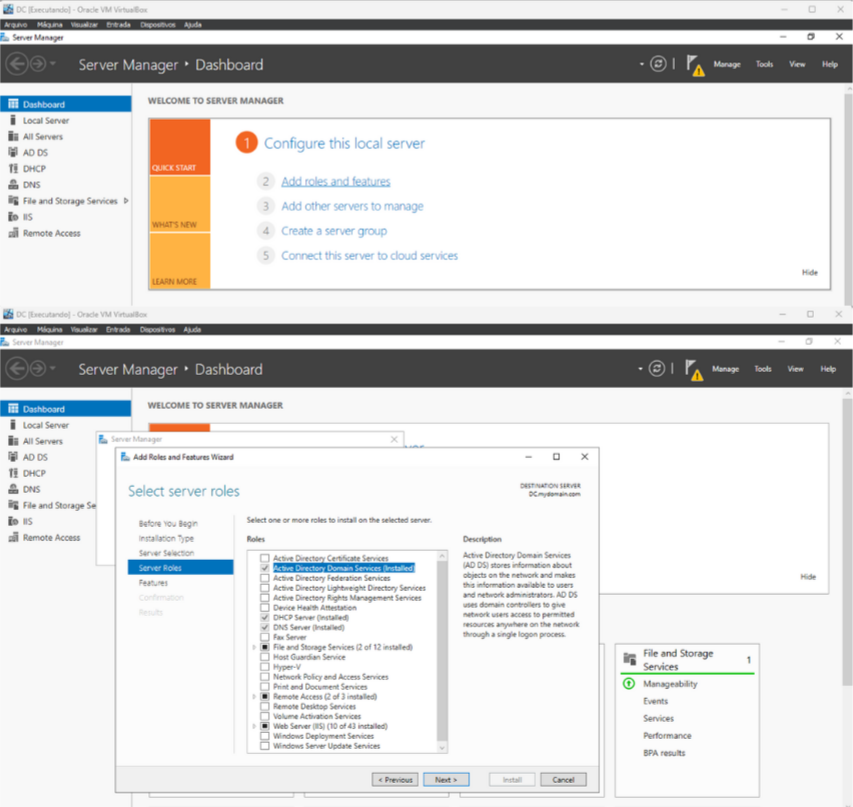 DC [Executando] - Oracle VM VirtualBox
Arquivo Máquina Visualizar Entrada Dispositivos Ajuda
Server Manager
Server Manager • Dashboard
Manage Tools View Help
Dashboard
Local Server
All Servers
AD DS
DHCP
DNS
File and Storage Services
IIS
Remote Access
WELCOME TO SERVER MANAGER
QUICK START
WHAT'S NEW
LEARN MORE
1 Configure this local server
2 Add roles and features
3 Add other servers to manage
4 Create a server group
5 Connect this server to cloud services
Hide
DC [Executando] - Oracle VM VirtualBox
Arquivo Máquina Visualizar Entrada Dispositivos Ajuda
Server Manager
Server Manager • Dashboard
Manage Tools View Help
Dashboard
Local Server
All Servers
AD DS
DHCP
DNS
File and Storage Se
IIS
Remote Access
WELCOME TO SERVER MANAGER
Server Manager
Add Roles and Features Wizard
Select server roles
DESTINATION SERVER
DC.mydomain.com
Before You Begin
Installation Type
Server Selection
Server Roles
Features
Confirmation
Results
Select one or more roles to install on the selected server.
Roles
Active Directory Certificate Services
Active Directory Domain Services (Installed)
Active Directory Federation Services
Active Directory Lightweight Directory Services
Active Directory Rights Management Services
Device Health Attestation
DHCP Server (Installed)
DNS Server (Installed)
Fax Server
File and Storage Services (2 of 12 installed)
Host Guardian Service
Hyper-V
Network Policy and Access Services
Print and Document Services
Remote Access (2 of 3 installed)
Remote Desktop Services
Volume Activation Services
Web Server (IIS) (10 of 43 installed)
Windows Deployment Services
Windows Server Update Services
Description
Active Directory Domain Services
(AD DS) stores information about
objects on the network and makes
this information available to users
and network administrators. AD DS
uses domain controllers to give
network users access to permitted
resources anywhere on the network
through a single logon process.
< Previous Next > Install Cancel
Hide
File and Storage
Services 1
Manageability
Events
Services
Performance
BPA results